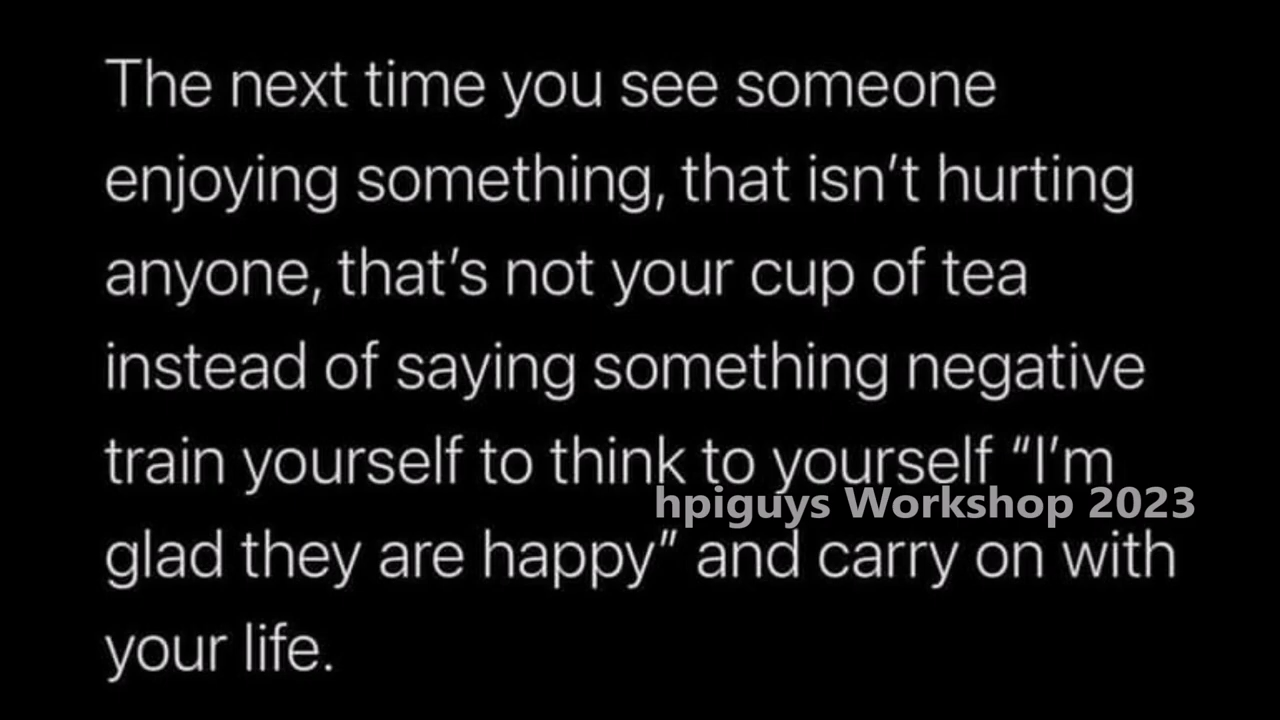 The next time you see someone
enjoying something, that isn’t hurting
anyone, that’s not your cup of tea
instead of saying something negative
train yourself to think to yourself “I’m
hpiguys Workshop 2023
glad they are happy” and carry on with
your life.